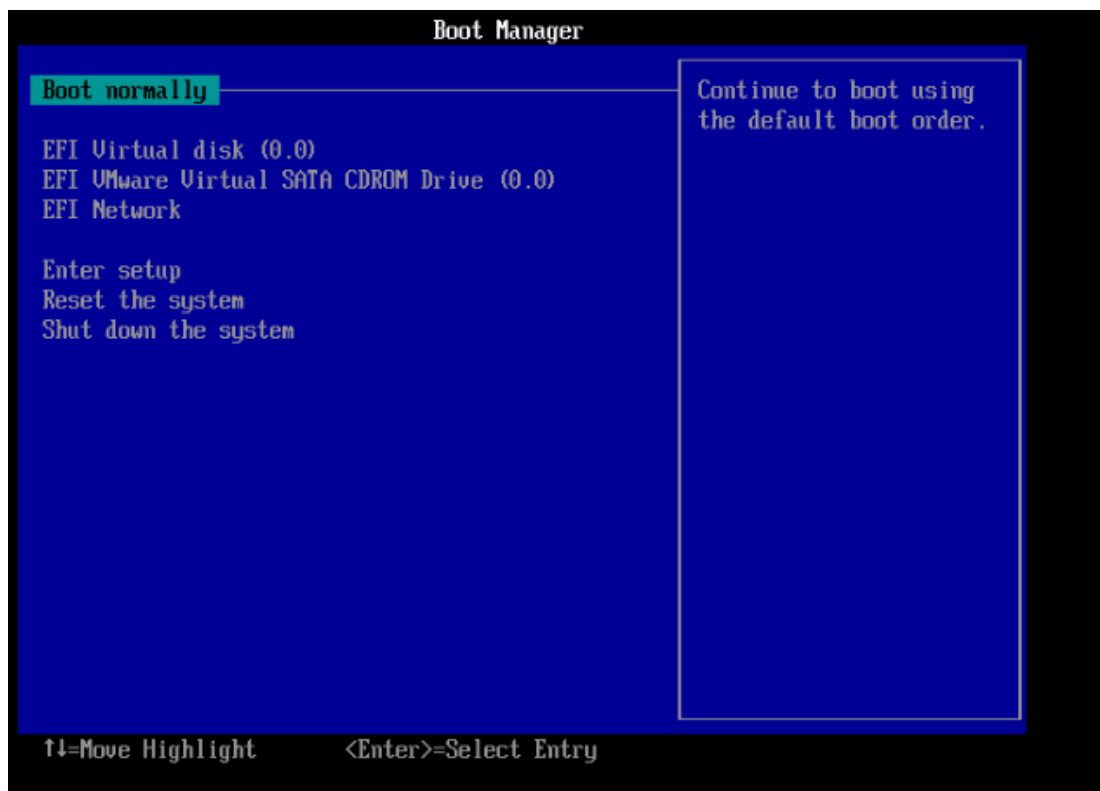 Boot Manager
Boot normally
Continue to boot using
the default boot order.
EFI Virtual disk (0.0)
EFI VMware Virtual SATA CDROM Drive (0.0)
EFI Network
Enter setup
Reset the system
Shut down the system
↑↓=Move Highlight <Enter>=Select Entry